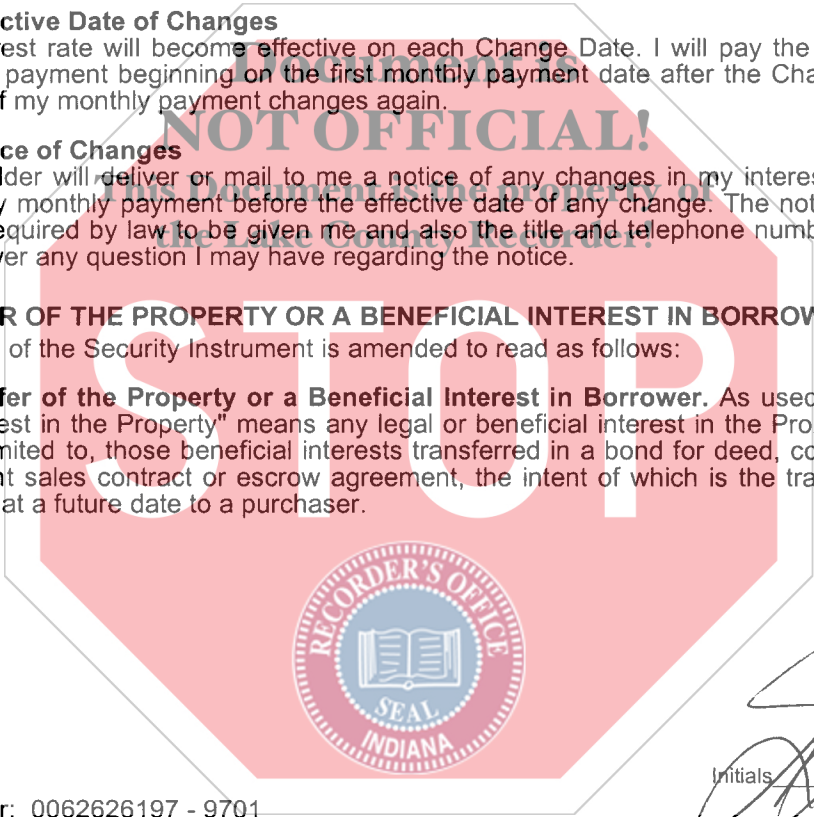 ctive Date of Changes
est rate will become effective on each Change Date. I will pay the
payment beginning on the first monthly payment date after the Cha
f my monthly payment changes again.
ce of Changes
lder will deliver or mail to me a notice of any changes in my interes
y monthly payment before the effective date of any change. The not
equired by law to be given me and also the title and telephone numb
er any question I may have regarding the notice.
R OF THE PROPERTY OR A BENEFICIAL INTEREST IN BORROW
of the Security Instrument is amended to read as follows:
fer of the Property or a Beneficial Interest in Borrower. As used
est in the Property" means any legal or beneficial interest in the Pro
mited to, those beneficial interests transferred in a bond for deed, co
nt sales contract or escrow agreement, the intent of which is the tra
at a future date to a purchaser.
Document is
NOT OFFICIAL!
This Document is the property of
the Lake County Recorder!
STOP
RECORDER'S OFFICE
SEAL
INDIANA
Initials
r: 0062626197 - 9701